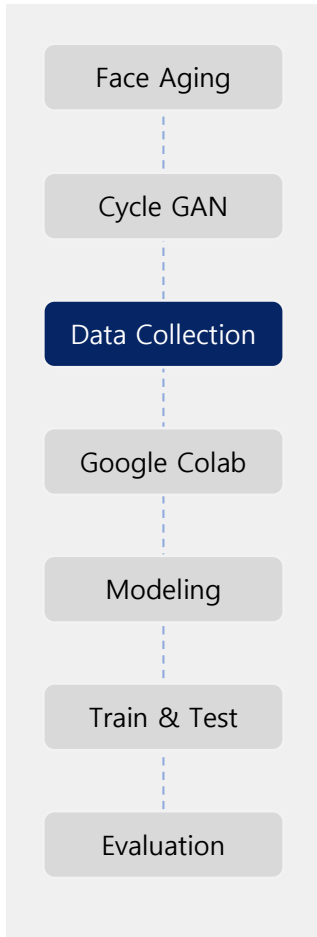 Face Aging
Cycle GAN
Data Collection
Google Colab
Modeling
Train & Test
Evaluation